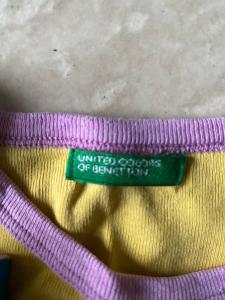 UNITED COLORS
OF BENETTON.